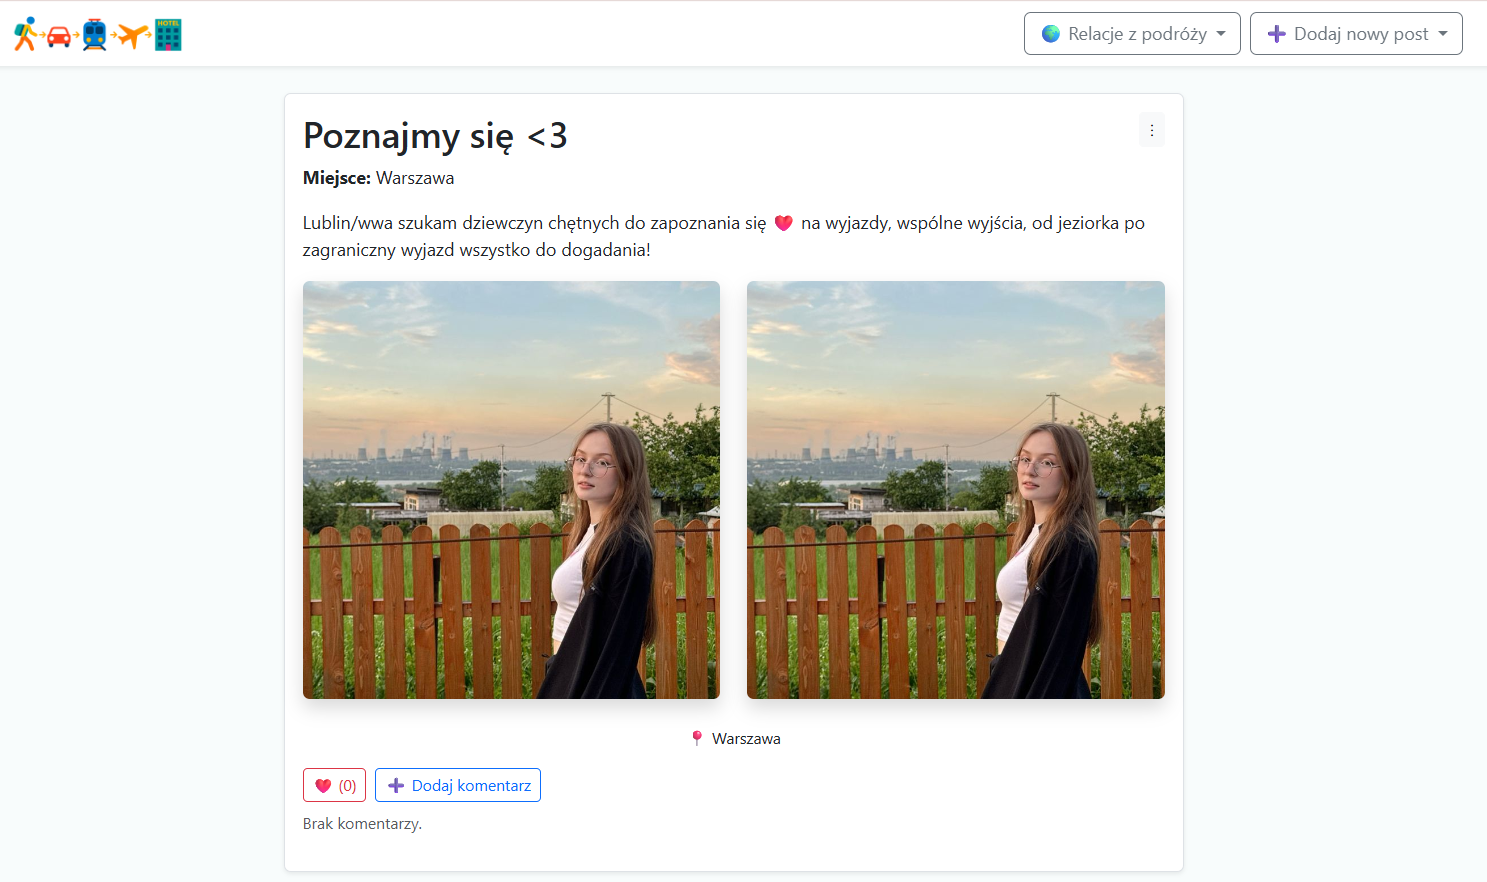 HOTEL
Relacje z podróży
Dodaj nowy post
Poznajmy się <3
Miejsce: Warszawa
Lublin/wwa szukam dziewczyn chętnych do zapoznania się ❤️ na wyjazdy, wspólne wyjścia, od jeziorka po
zagraniczny wyjazd wszystko do dogadania!
📍 Warszawa
❤️ (0)
➕ Dodaj komentarz
Brak komentarzy.